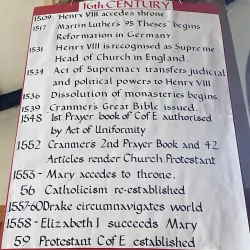 16th CENTURY
1509 Henry VIII accedes throne.
1517 Martin Luther's 95 Theses begins
Reformation in Germany.
1531 Henry VIII is recognised as Supreme
Head of Church in England.
1534 Act of Supremacy transfers judicial
and political powers to Henry VIII.
1536 Dissolution of monasteries begins.
1539 Cranmer's Great Bible issued.
1548 1st Prayer book of C of E authorised
by Act of Uniformity
1552 Cranmer's 2nd Prayer Book and 42
Articles render Church Protestant
1553- Mary accedes to throne.
56 Catholicism re-established
1557-60 Drake circumnavigates world
1558- Elizabeth I succeeds Mary
59 Protestant C of E established